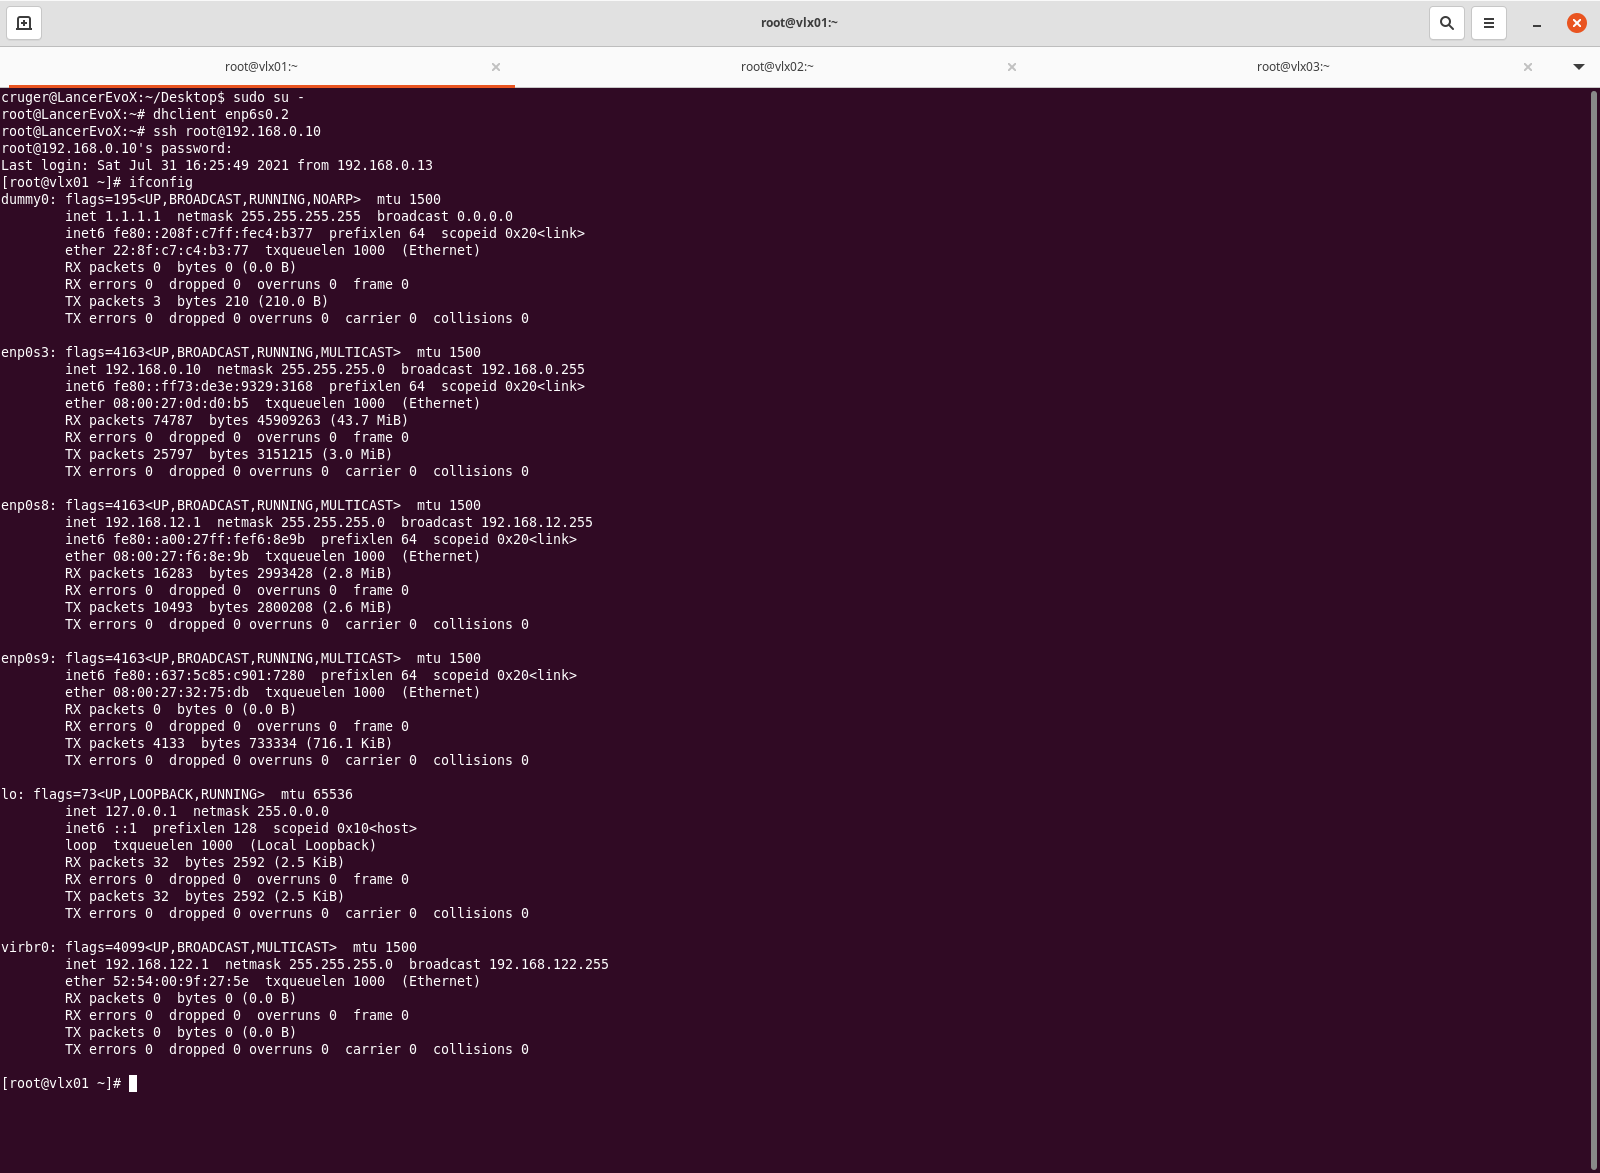 root@vlx01:~
root@vlx01:~
root@vlx02:~
root@vlx03:~
cruger@LancerEvoX:~/Desktop$ sudo su -
root@LancerEvoX:~# dhclient enp6s0.2
root@LancerEvoX:~# ssh root@192.168.0.10
root@192.168.0.10's password:
Last login: Sat Jul 31 16:25:49 2021 from 192.168.0.13
[root@vlx01 ~]# ifconfig
dummy0: flags=195<UP,BROADCAST,RUNNING,NOARP>  mtu 1500
        inet 1.1.1.1  netmask 255.255.255.255  broadcast 0.0.0.0
        inet6 fe80::208f:c7ff:fec4:b377  prefixlen 64  scopeid 0x20<link>
        ether 22:8f:c7:c4:b3:77  txqueuelen 1000  (Ethernet)
        RX packets 0  bytes 0 (0.0 B)
        RX errors 0  dropped 0  overruns 0  frame 0
        TX packets 3  bytes 210 (210.0 B)
        TX errors 0  dropped 0 overruns 0  carrier 0  collisions 0

enp0s3: flags=4163<UP,BROADCAST,RUNNING,MULTICAST>  mtu 1500
        inet 192.168.0.10  netmask 255.255.255.0  broadcast 192.168.0.255
        inet6 fe80::ff73:de3e:9329:3168  prefixlen 64  scopeid 0x20<link>
        ether 08:00:27:0d:d0:b5  txqueuelen 1000  (Ethernet)
        RX packets 74787  bytes 45909263 (43.7 MiB)
        RX errors 0  dropped 0  overruns 0  frame 0
        TX packets 25797  bytes 3151215 (3.0 MiB)
        TX errors 0  dropped 0 overruns 0  carrier 0  collisions 0

enp0s8: flags=4163<UP,BROADCAST,RUNNING,MULTICAST>  mtu 1500
        inet 192.168.12.1  netmask 255.255.255.0  broadcast 192.168.12.255
        inet6 fe80::a00:27ff:fef6:8e9b  prefixlen 64  scopeid 0x20<link>
        ether 08:00:27:f6:8e:9b  txqueuelen 1000  (Ethernet)
        RX packets 16283  bytes 2993428 (2.8 MiB)
        RX errors 0  dropped 0  overruns 0  frame 0
        TX packets 10493  bytes 2800208 (2.6 MiB)
        TX errors 0  dropped 0 overruns 0  carrier 0  collisions 0

enp0s9: flags=4163<UP,BROADCAST,RUNNING,MULTICAST>  mtu 1500
        inet6 fe80::637:5c85:c901:7280  prefixlen 64  scopeid 0x20<link>
        ether 08:00:27:32:75:db  txqueuelen 1000  (Ethernet)
        RX packets 0  bytes 0 (0.0 B)
        RX errors 0  dropped 0  overruns 0  frame 0
        TX packets 4133  bytes 733334 (716.1 KiB)
        TX errors 0  dropped 0 overruns 0  carrier 0  collisions 0

lo: flags=73<UP,LOOPBACK,RUNNING>  mtu 65536
        inet 127.0.0.1  netmask 255.0.0.0
        inet6 ::1  prefixlen 128  scopeid 0x10<host>
        loop  txqueuelen 1000  (Local Loopback)
        RX packets 32  bytes 2592 (2.5 KiB)
        RX errors 0  dropped 0  overruns 0  frame 0
        TX packets 32  bytes 2592 (2.5 KiB)
        TX errors 0  dropped 0 overruns 0  carrier 0  collisions 0

virbr0: flags=4099<UP,BROADCAST,MULTICAST>  mtu 1500
        inet 192.168.122.1  netmask 255.255.255.0  broadcast 192.168.122.255
        ether 52:54:00:9f:27:5e  txqueuelen 1000  (Ethernet)
        RX packets 0  bytes 0 (0.0 B)
        RX errors 0  dropped 0  overruns 0  frame 0
        TX packets 0  bytes 0 (0.0 B)
        TX errors 0  dropped 0 overruns 0  carrier 0  collisions 0

[root@vlx01 ~]#